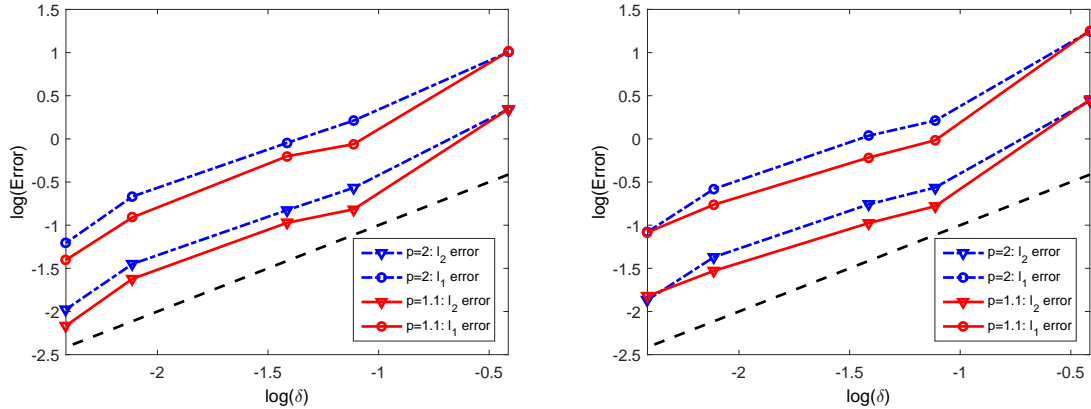 1.5
1
0.5
0
-0.5
-1
-1.5
-2
-2.5
log(Error)
-2
-1.5
-1
-0.5
log(δ)
p=2: l₂ error
p=2: l₁ error
p=1.1: l₂ error
p=1.1: l₁ error
1.5
1
0.5
0
-0.5
-1
-1.5
-2
-2.5
log(Error)
-2
-1.5
-1
-0.5
log(δ)
p=2: l₂ error
p=2: l₁ error
p=1.1: l₂ error
p=1.1: l₁ error